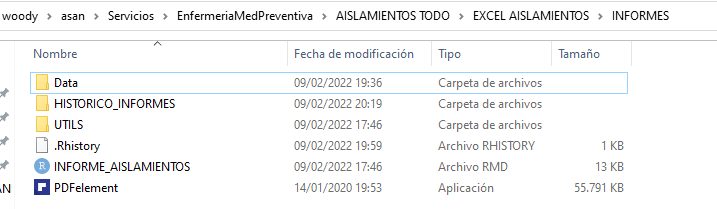 woody > asan > Servicios > EnfermeriaMedPreventiva > AISLAMIENTOS TODO > EXCEL AISLAMIENTOS > INFORMES
Nombre Fecha de modificación Tipo Tamaño
Data 09/02/2022 19:36 Carpeta de archivos
HISTORICO_INFORMES 09/02/2022 20:19 Carpeta de archivos
UTILS 09/02/2022 17:46 Carpeta de archivos
.Rhistory 09/02/2022 19:59 Archivo RHISTORY 1 KB
INFORME_AISLAMIENTOS 09/02/2022 17:46 Archivo RMD 13 KB
AN PDFelement 14/01/2020 19:53 Aplicación 55.791 KB